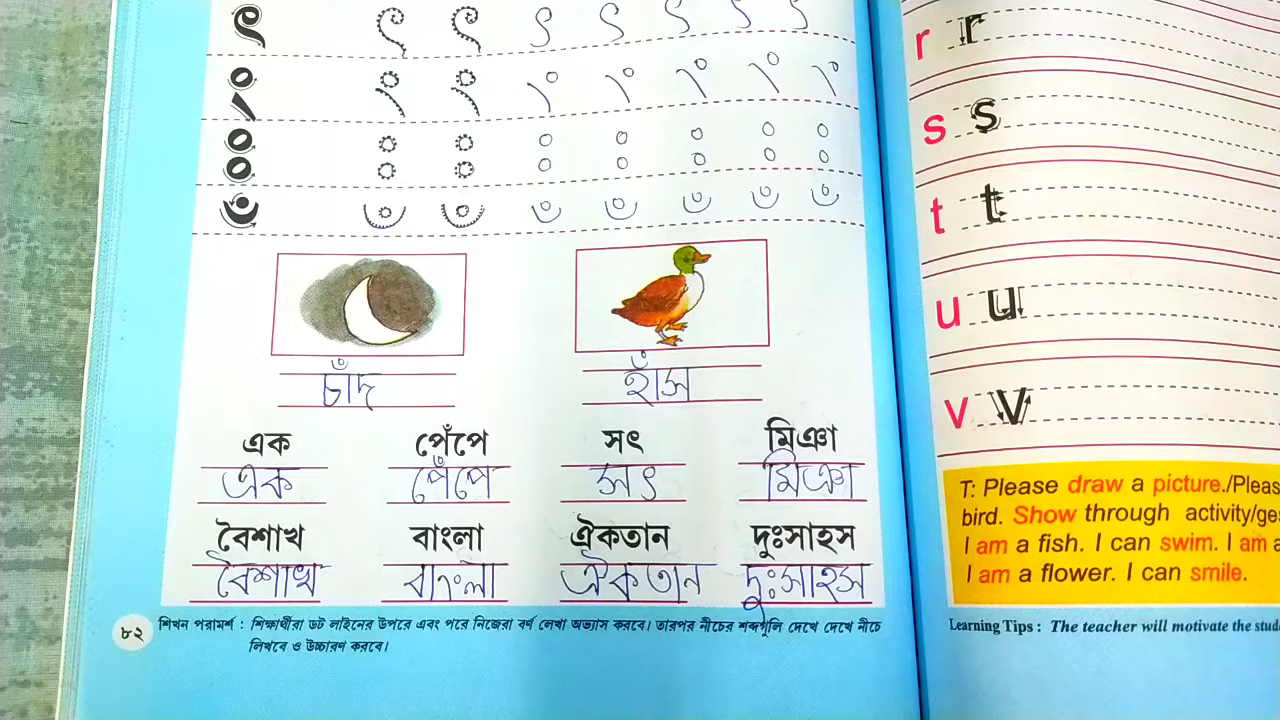 ৎ ৎ ৎ ৎ ৎ ৎ ৎ ৎ
ং ং ং ং ং ং ং ং
ঃ ঃ ঃ ঃ ঃ ঃ ঃ ঃ
ঁ ঁ ঁ ঁ ঁ ঁ ঁ ঁ
চাঁদ হাঁস
এক পেঁপে সৎ মিঞা
এক পেঁপে সৎ মিঞা
বৈশাখ বাংলা ঐকতান দুঃসাহস
বৈশাখ বাংলা ঐকতান দুঃসাহস
৮২ শিখন পরামর্শ : শিক্ষার্থীরা ডট লাইনের উপরে এবং পরে নিজেরা বর্ণ লেখা অভ্যাস করবে। তারপর নীচের শব্দগুলি দেখে দেখে নীচে
লিখবে ও উচ্চারণ করবে।
r r
s s
t t
u u
v v
T: Please draw a picture./Pleas
bird. Show through activity/ges
I am a fish. I can swim. I am a
I am a flower. I can smile.
Learning Tips : The teacher will motivate the stud